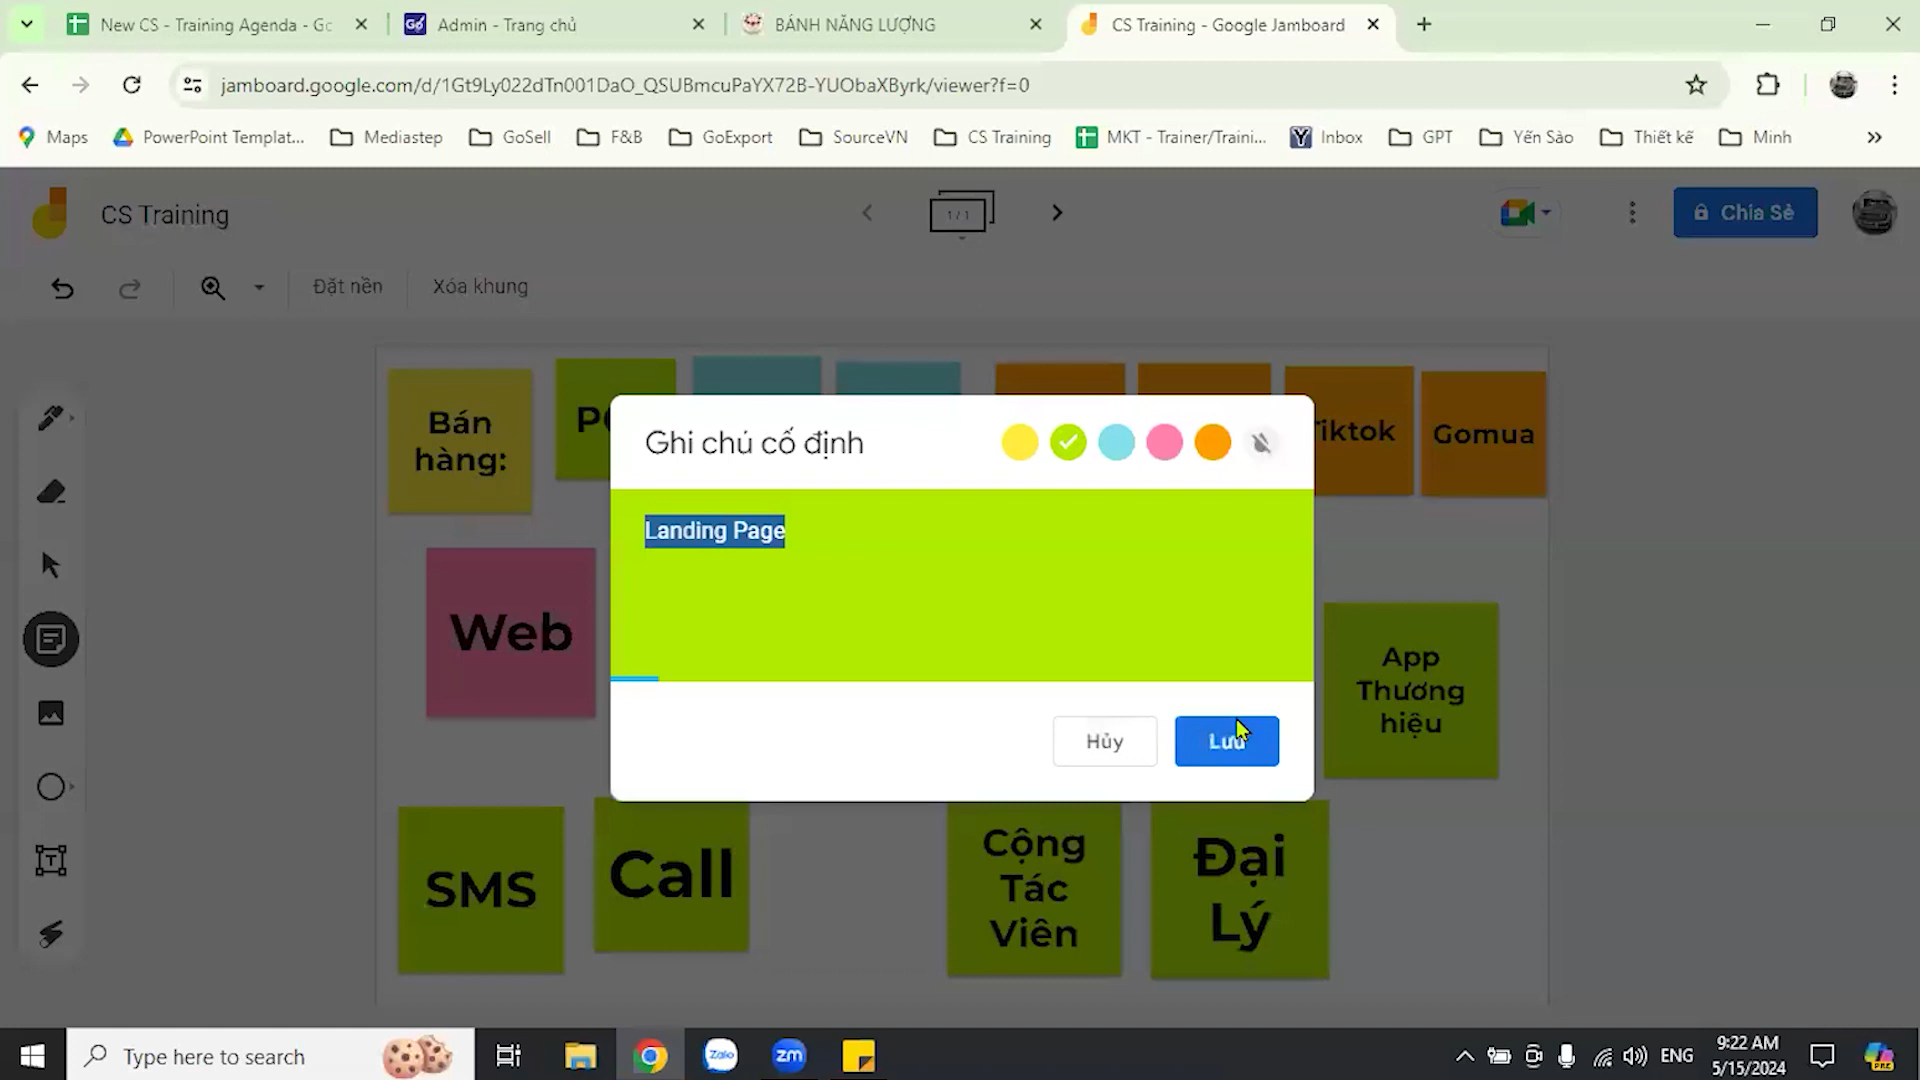 New CS - Training Agenda - Gc
Admin - Trang chủ
BÁNH NĂNG LƯỢNG
CS Training - Google Jamboard
jamboard.google.com/d/1Gt9Ly022dTn001DaO_QSUBmcuPaYX72B-YUObaXByrk/viewer?f=0
Maps
PowerPoint Templat...
Mediastep
GoSell
F&B
GoExport
SourceVN
CS Training
MKT - Trainer/Traini...
Inbox
GPT
Yến Sào
Thiết kế
Minh
CS Training
1 / 1
Chia Sẻ
Đặt nền
Xóa khung
Bán
hàng:
Tiktok
Gomua
Ghi chú cố định
Landing Page
Hủy
Lưu
Web
App
Thương
hiệu
SMS
Call
Cộng
Tác
Viên
Đại
Lý
Type here to search
Zalo
zm
ENG
9:22 AM
5/15/2024